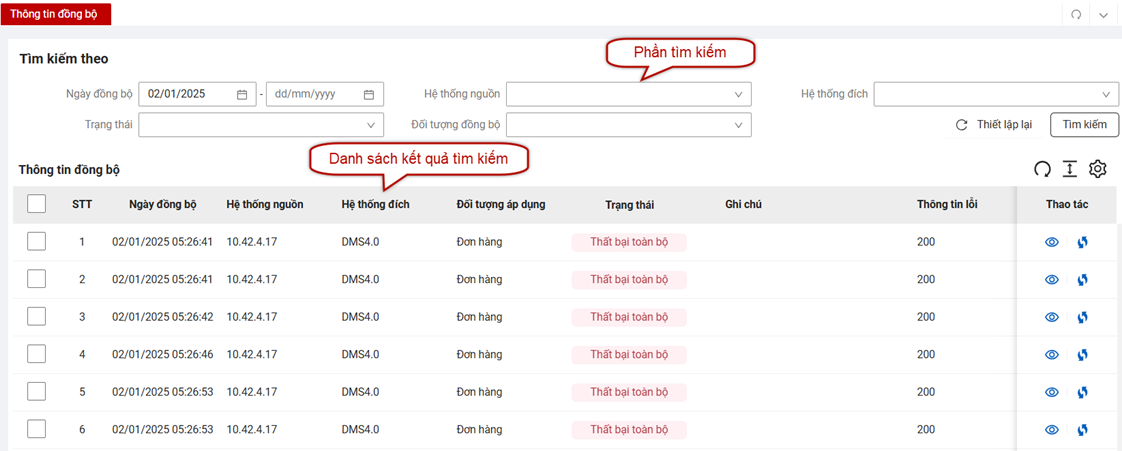 Thông tin đồng bộ
Tìm kiếm theo
Phần tìm kiếm
Ngày đồng bộ 02/01/2025 - dd/mm/yyyy Hệ thống nguồn Hệ thống đích
Trạng thái Đối tượng đồng bộ Thiết lập lại Tìm kiếm
Danh sách kết quả tìm kiếm
Thông tin đồng bộ
STT Ngày đồng bộ Hệ thống nguồn Hệ thống đích Đối tượng áp dụng Trạng thái Ghi chú Thông tin lỗi Thao tác
1 02/01/2025 05:26:41 10.42.4.17 DMS4.0 Đơn hàng Thất bại toàn bộ 200
2 02/01/2025 05:26:41 10.42.4.17 DMS4.0 Đơn hàng Thất bại toàn bộ 200
3 02/01/2025 05:26:42 10.42.4.17 DMS4.0 Đơn hàng Thất bại toàn bộ 200
4 02/01/2025 05:26:46 10.42.4.17 DMS4.0 Đơn hàng Thất bại toàn bộ 200
5 02/01/2025 05:26:53 10.42.4.17 DMS4.0 Đơn hàng Thất bại toàn bộ 200
6 02/01/2025 05:26:53 10.42.4.17 DMS4.0 Đơn hàng Thất bại toàn bộ 200